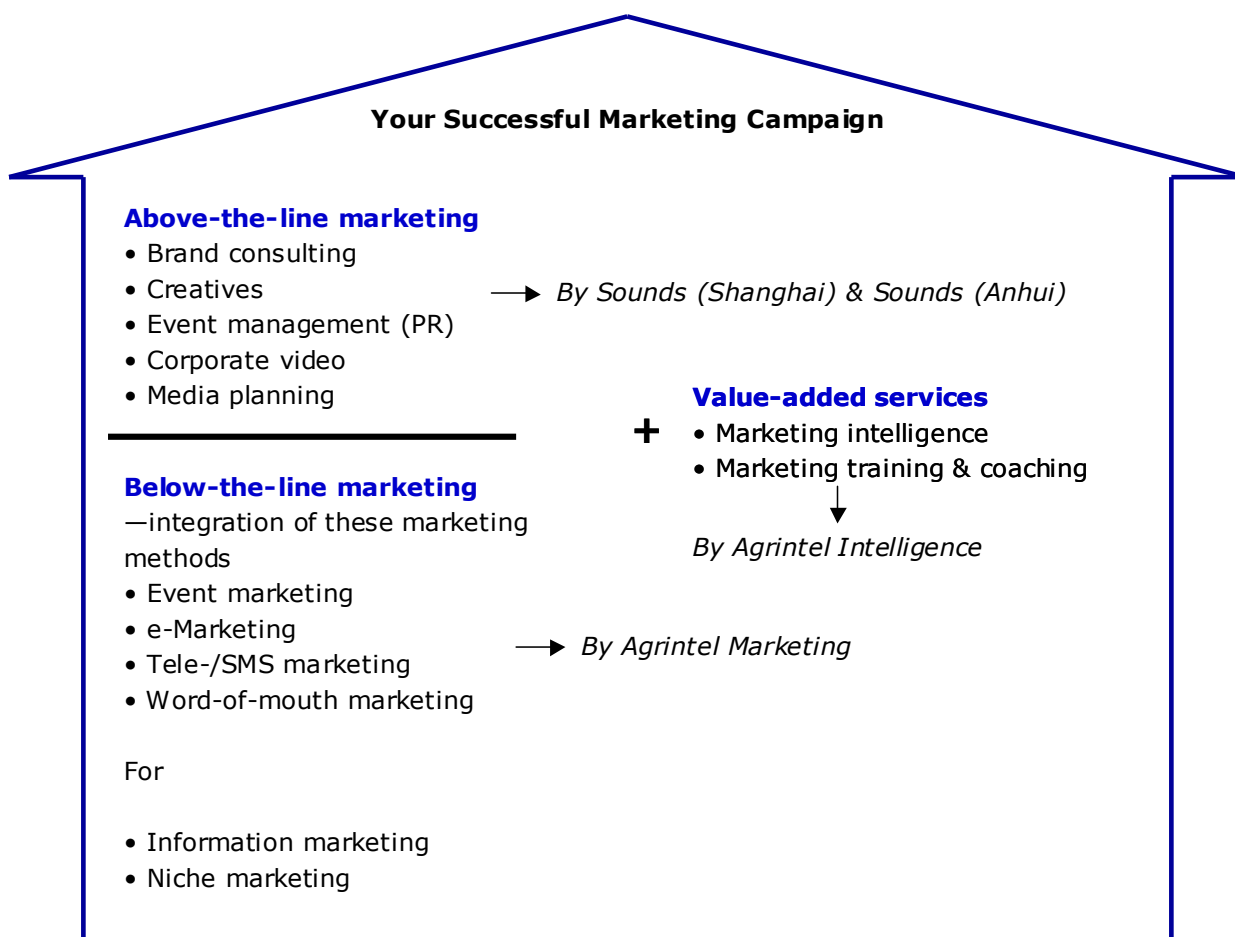 Your Successful Marketing Campaign
Above-the-line marketing
• Brand consulting
• Creatives
• Event management (PR)
• Corporate video
• Media planning
By Sounds (Shanghai) & Sounds (Anhui)
Below-the-line marketing
—integration of these marketing
methods
• Event marketing
• e-Marketing
• Tele-/SMS marketing
• Word-of-mouth marketing
By Agrintel Marketing
For
• Information marketing
• Niche marketing
+
Value-added services
• Marketing intelligence
• Marketing training & coaching
By Agrintel Intelligence